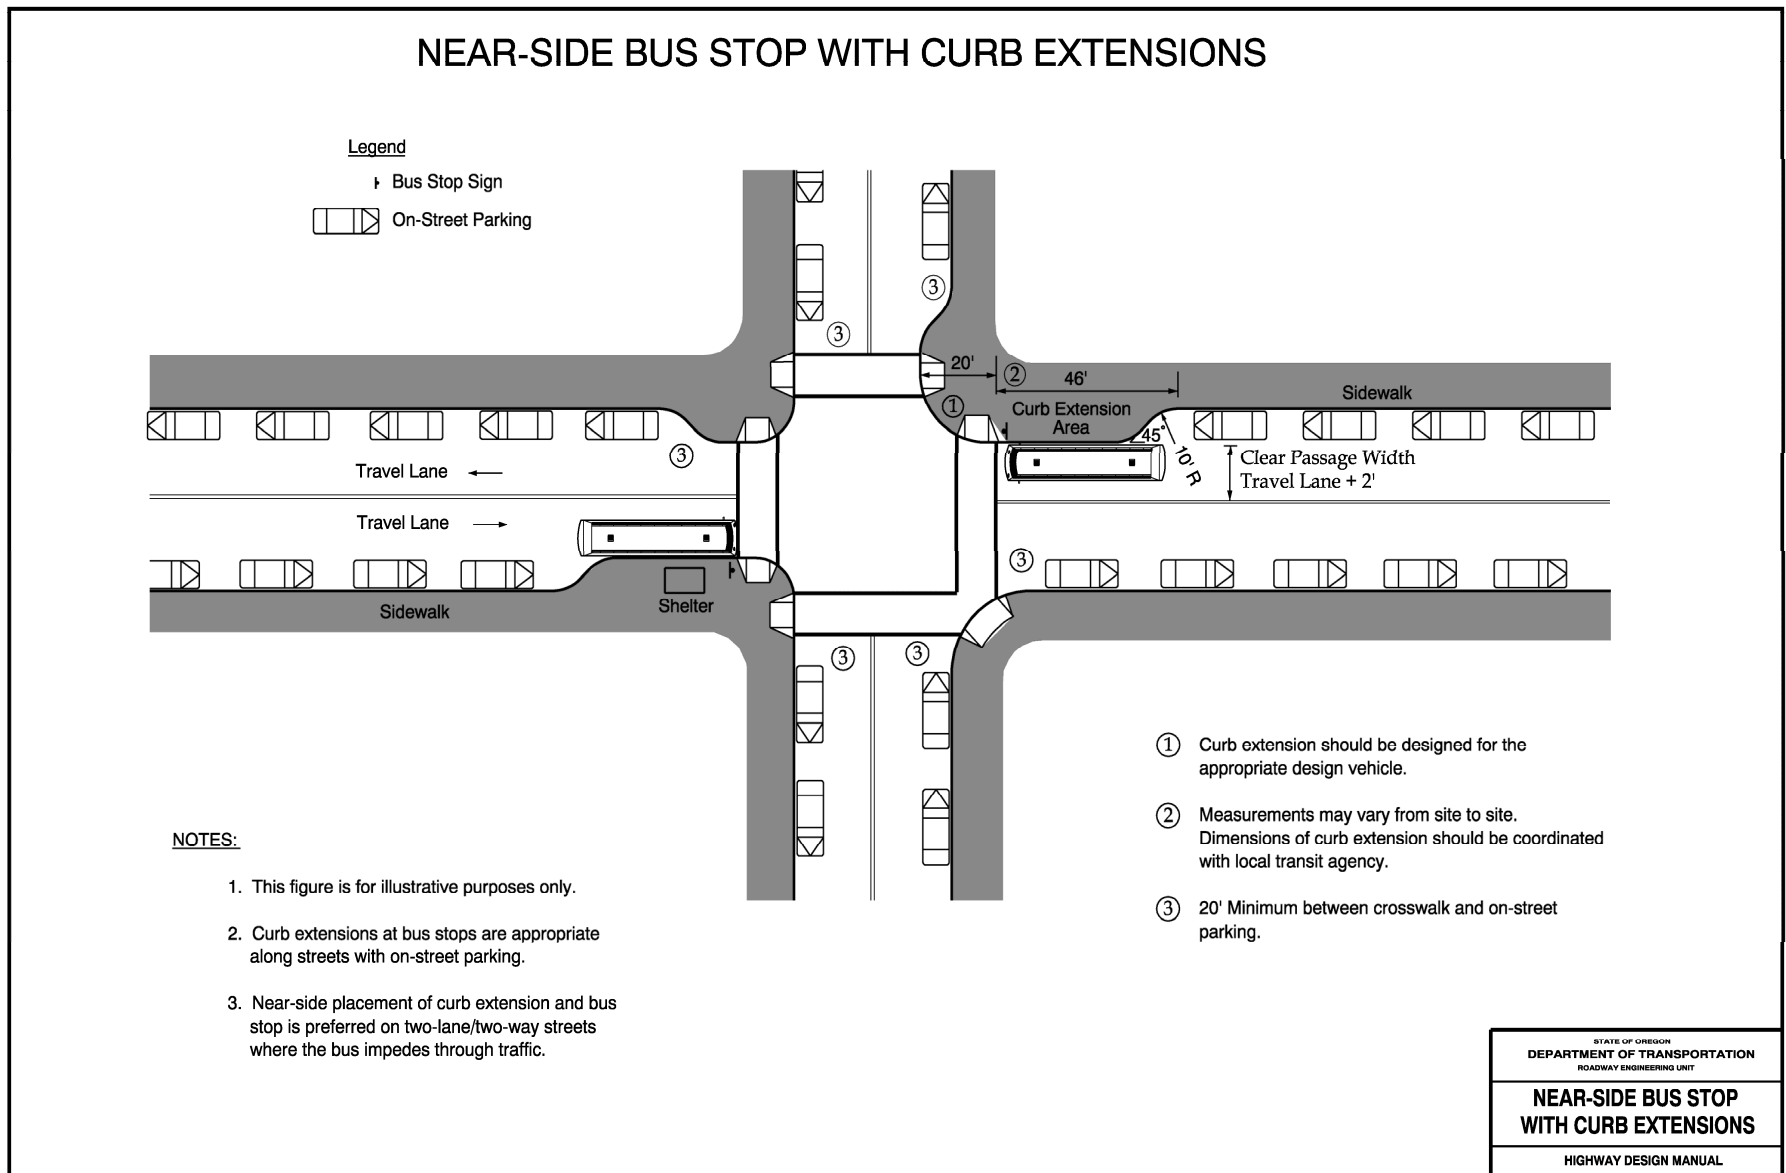 NEAR-SIDE BUS STOP WITH CURB EXTENSIONS
Legend
Bus Stop Sign
On-Street Parking
3
3
20'
2
46'
Sidewalk
1
Curb Extension
Area
45°
10' R
3
Clear Passage Width
Travel Lane + 2'
Travel Lane
Travel Lane
3
Shelter
Sidewalk
3
3
1 Curb extension should be designed for the
appropriate design vehicle.
2 Measurements may vary from site to site.
Dimensions of curb extension should be coordinated
with local transit agency.
3 20' Minimum between crosswalk and on-street
parking.
NOTES:
1. This figure is for illustrative purposes only.
2. Curb extensions at bus stops are appropriate
along streets with on-street parking.
3. Near-side placement of curb extension and bus
stop is preferred on two-lane/two-way streets
where the bus impedes through traffic.
STATE OF OREGON
DEPARTMENT OF TRANSPORTATION
ROADWAY ENGINEERING UNIT
NEAR-SIDE BUS STOP
WITH CURB EXTENSIONS
HIGHWAY DESIGN MANUAL